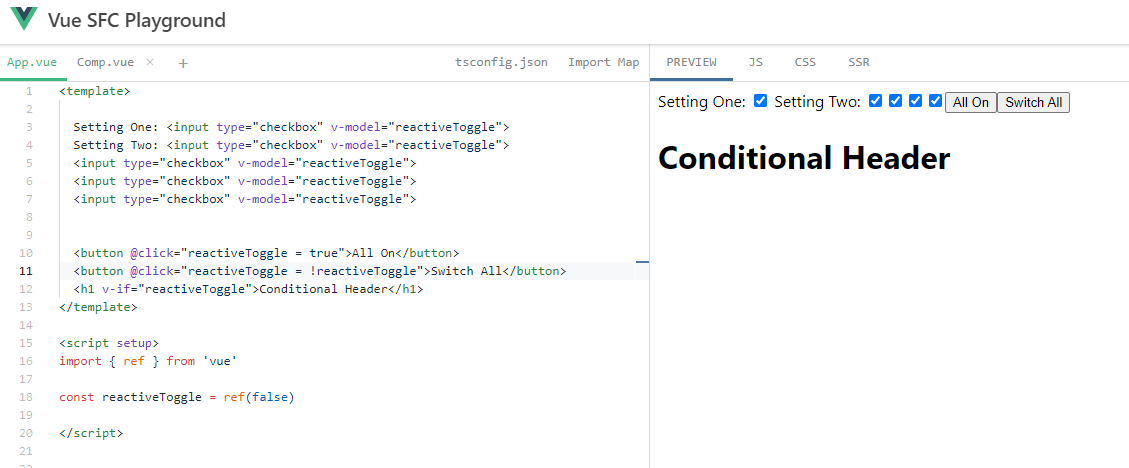 Vue SFC Playground
App.vue Comp.vue × + tsconfig.json Import Map
1 <template>
2
3 Setting One: <input type="checkbox" v-model="reactiveToggle">
4 Setting Two: <input type="checkbox" v-model="reactiveToggle">
5 <input type="checkbox" v-model="reactiveToggle">
6 <input type="checkbox" v-model="reactiveToggle">
7 <input type="checkbox" v-model="reactiveToggle">
8
9
10 <button @click="reactiveToggle = true">All On</button>
11 <button @click="reactiveToggle = !reactiveToggle">Switch All</button>
12 <h1 v-if="reactiveToggle">Conditional Header</h1>
13 </template>
14
15 <script setup>
16 import { ref } from 'vue'
17
18 const reactiveToggle = ref(false)
19
20 </script>
21
PREVIEW JS CSS SSR
Setting One: Setting Two: All On Switch All
Conditional Header